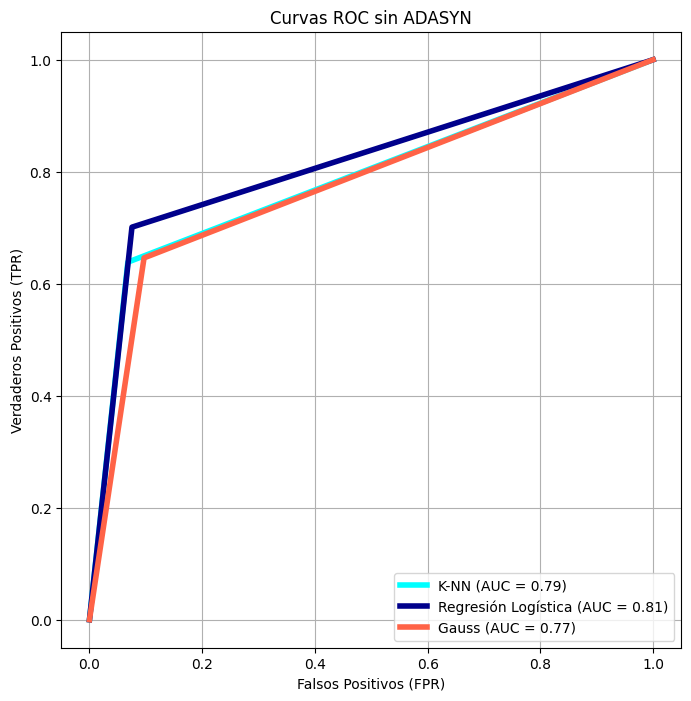 Curvas ROC sin ADASYN
Verdaderos Positivos (TPR)
1.0
0.8
0.6
0.4
0.2
0.0
0.0 0.2 0.4 0.6 0.8 1.0
Falsos Positivos (FPR)
K-NN (AUC = 0.79)
Regresión Logística (AUC = 0.81)
Gauss (AUC = 0.77)